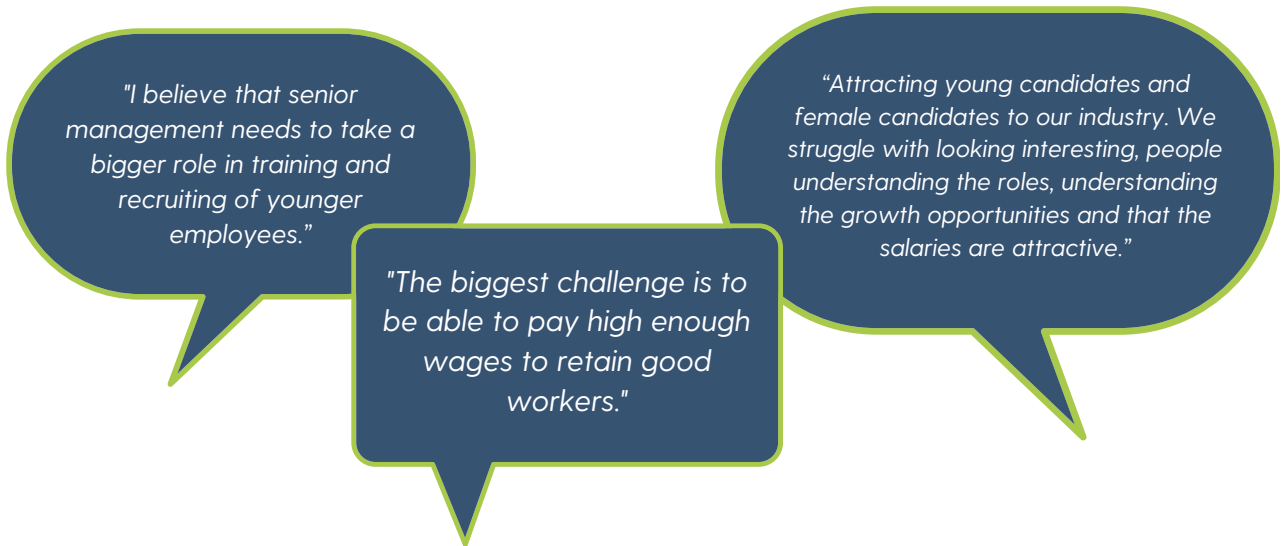 "I believe that senior
management needs to take a
bigger role in training and
recruiting of younger
employees.”
"The biggest challenge is to
be able to pay high enough
wages to retain good
workers."
“Attracting young candidates and
female candidates to our industry. We
struggle with looking interesting, people
understanding the roles, understanding
the growth opportunities and that the
salaries are attractive.”